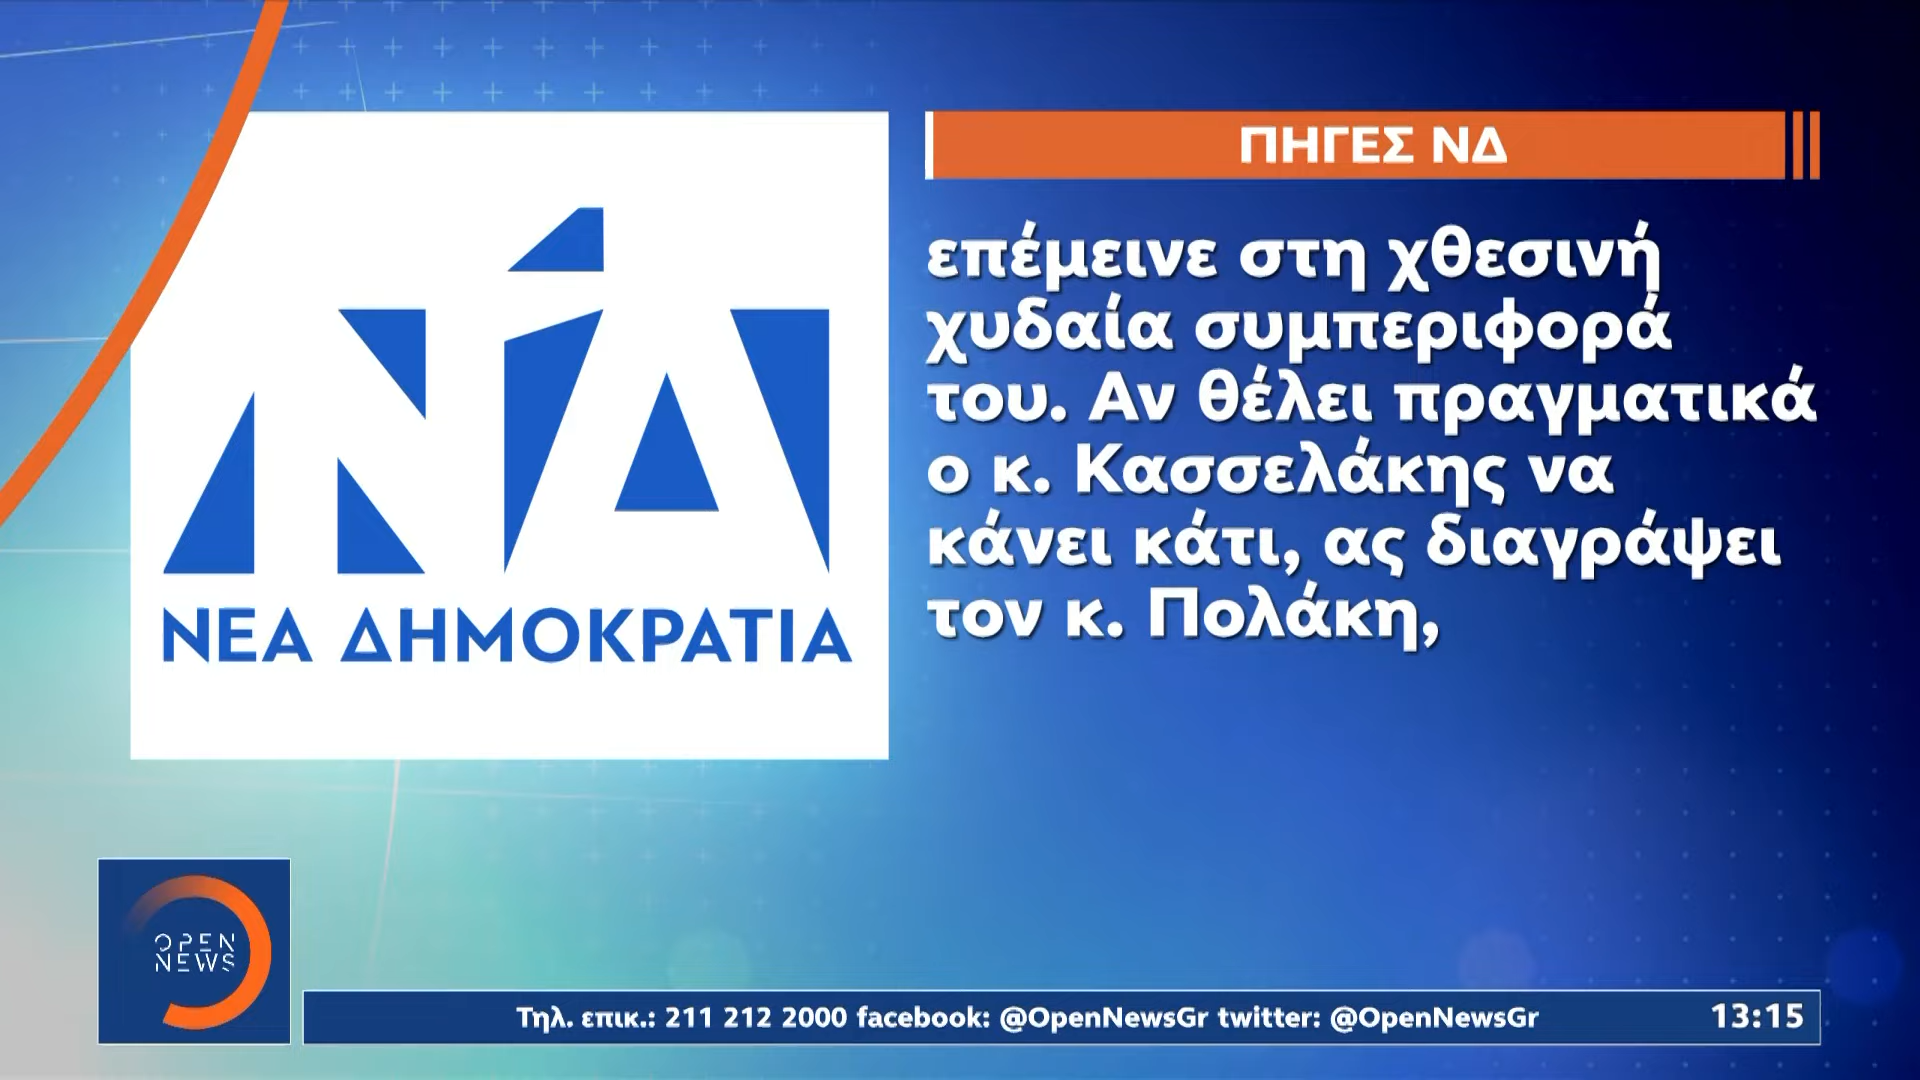 ΝΔ
ΝΕΑ ΔΗΜΟΚΡΑΤΙΑ
ΠΗΓΕΣ ΝΔ
επέμεινε στη χθεσινή
χυδαία συμπεριφορά
του. Αν θέλει πραγματικά
ο κ. Κασσελάκης να
κάνει κάτι, ας διαγράψει
τον κ. Πολάκη,
OPEN
NEWS
Τηλ. επικ.: 211 212 2000 facebook: @OpenNewsGr twitter: @OpenNewsGr
13:15